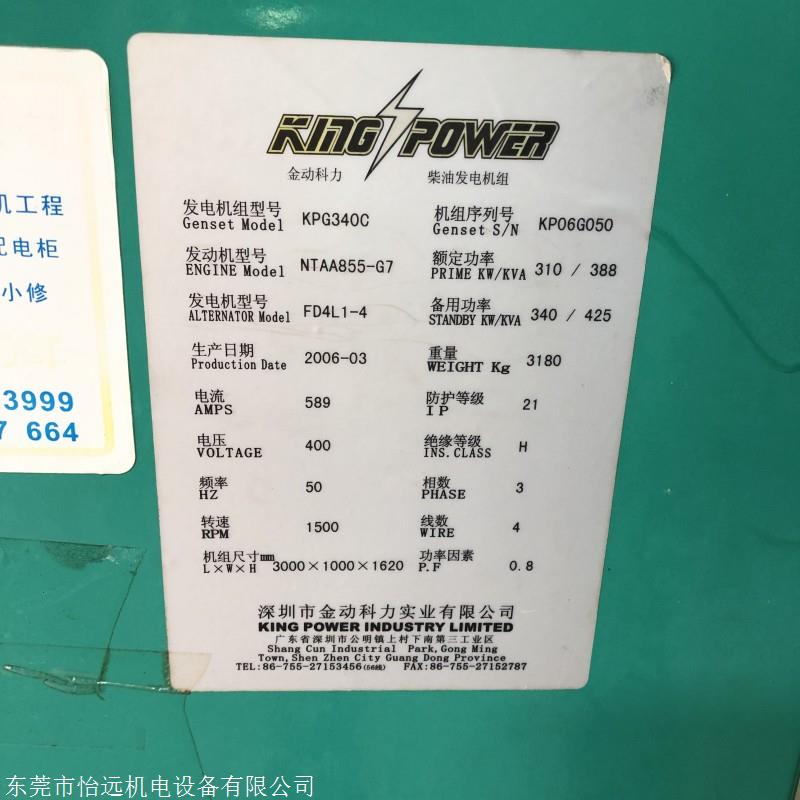 机工程
配电柜
小修
3999
7 664
KING POWER
金动科力 柴油发电机组
发电机组型号 KPG340C 机组序列号 KP06G050
Genset Model Genset S/N
发动机型号 NTAA855-G7 额定功率 310 / 388
ENGINE Model PRIME KW/KVA
发电机型号 FD4L1-4 备用功率 340 / 425
ALTERNATOR Model STANDBY KW/KVA
生产日期 2006-03 重量 3180
Production Date WEIGHT Kg
电流 589 防护等级 21
AMPS IP
电压 400 绝缘等级 H
VOLTAGE INS.CLASS
频率 50 相数 3
HZ PHASE
转速 1500 线数 4
RPM WIRE
机组尺寸mm 3000×1000×1620 功率因素 0.8
L×W×H P.F
深圳市金动科力实业有限公司
KING POWER INDUSTRY LIMITED
广东省深圳市公明镇上村下南第三工业区
Shang Cun Industrial Park,Gong Ming
Town,Shen Zhen City Guang Dong Province
TEL:86-755-27153456(56线) FAX:86-755-27152787
东莞市怡远机电设备有限公司